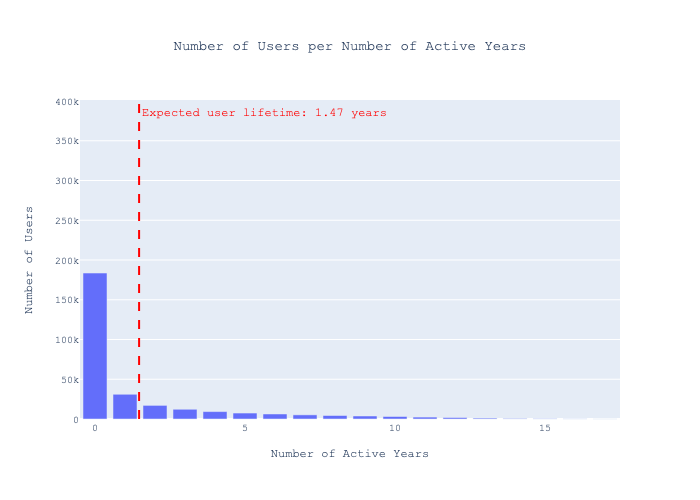 Number of Users per Number of Active Years
Expected user lifetime: 1.47 years
400k
350k
300k
250k
200k
150k
100k
50k
0
Number of Users
0 5 10 15
Number of Active Years